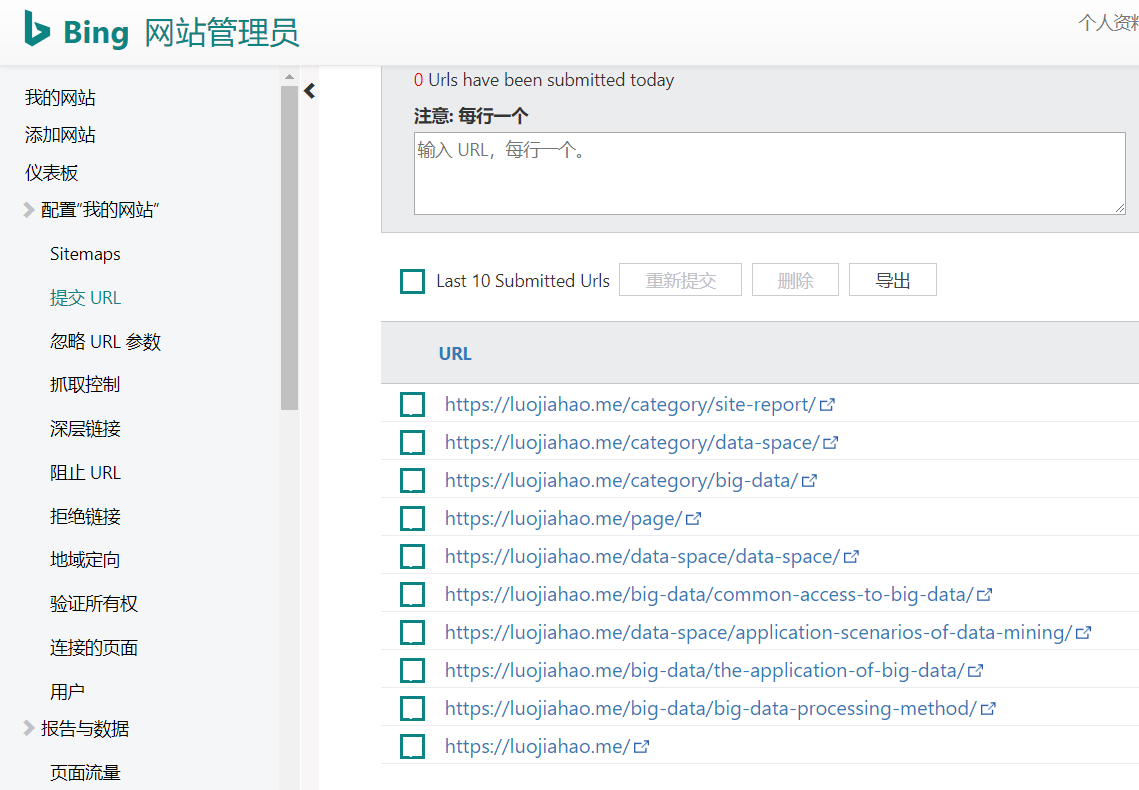 Bing 网站管理员
个人资料
我的网站
添加网站
仪表板
配置“我的网站”
Sitemaps
提交 URL
忽略 URL 参数
抓取控制
深层链接
阻止 URL
拒绝链接
地域定向
验证所有权
连接的页面
用户
报告与数据
页面流量
0 Urls have been submitted today
注意: 每行一个
输入 URL，每行一个。
Last 10 Submitted Urls
重新提交
删除
导出
URL
https://luojiahao.me/category/site-report/
https://luojiahao.me/category/data-space/
https://luojiahao.me/category/big-data/
https://luojiahao.me/page/
https://luojiahao.me/data-space/data-space/
https://luojiahao.me/big-data/common-access-to-big-data/
https://luojiahao.me/data-space/application-scenarios-of-data-mining/
https://luojiahao.me/big-data/the-application-of-big-data/
https://luojiahao.me/big-data/big-data-processing-method/
https://luojiahao.me/